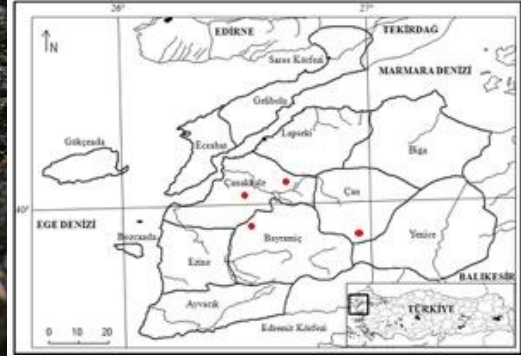 26°
27°
N
EDİRNE
TEKİRDAĞ
Saros Körfezi
MARMARA DENİZİ
Gelibolu
Lapseki
Eceabat
Gökçeada
Biga
Çanakkale
Çan
40°
EGE DENİZİ
Bozcaada
Bayramiç
Yenice
Ezine
BALIKESİR
Ayvacık
TÜRKİYE
Edremit Körfezi
0 10 20